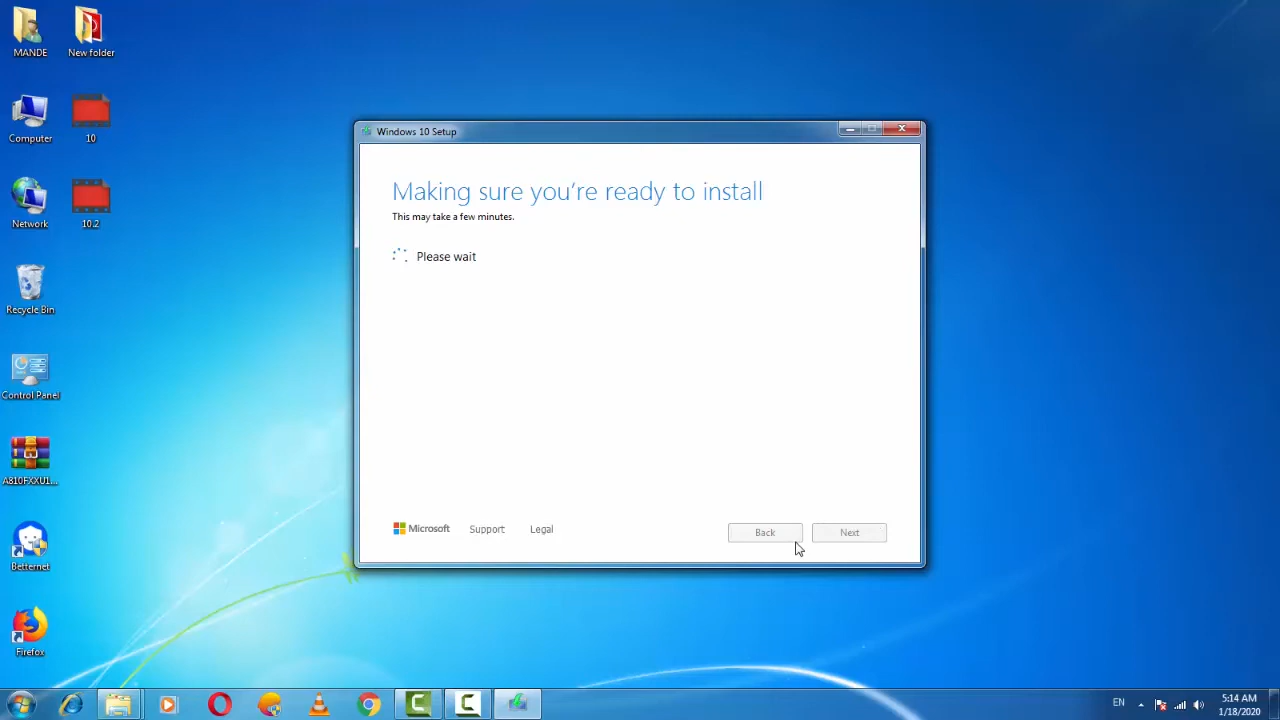 MANDE
New folder
Computer
10
Network
10.2
Recycle Bin
Control Panel
A810FXXU1...
Betternet
Firefox
Windows 10 Setup
Making sure you're ready to install
This may take a few minutes.
Please wait
Microsoft
Support
Legal
Back
Next
EN
5:14 AM
1/18/2020